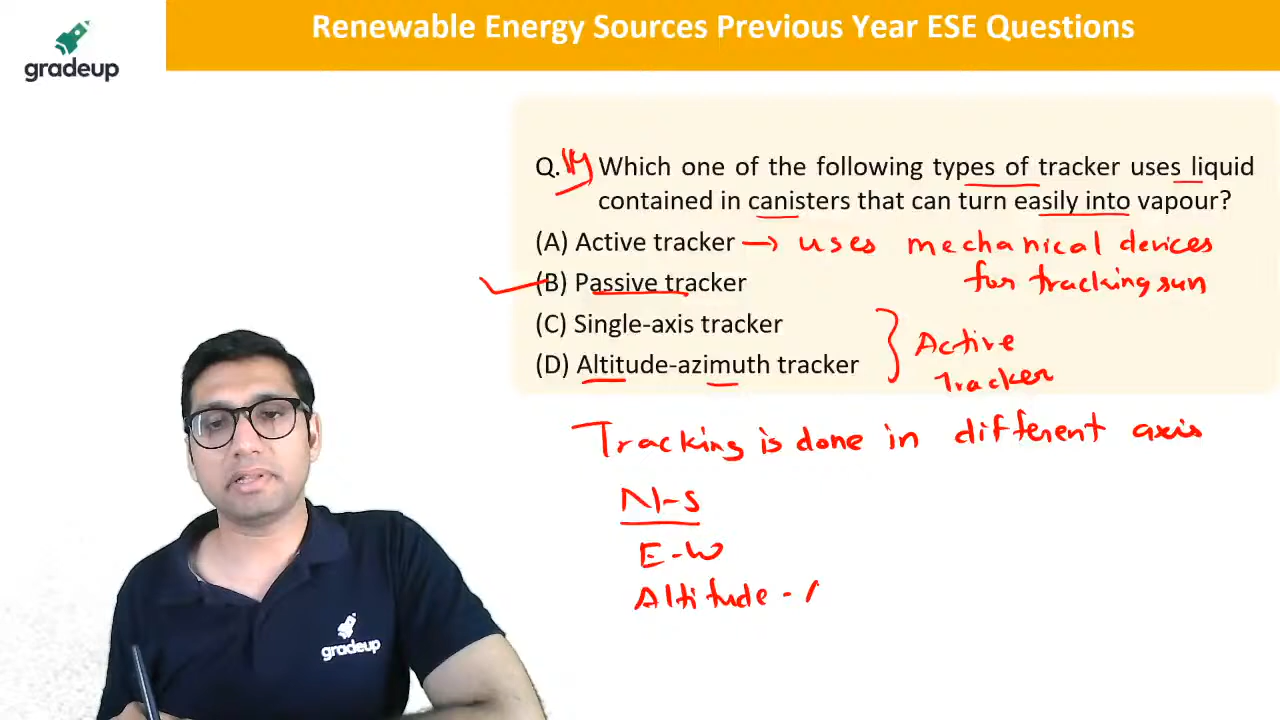 Renewable Energy Sources Previous Year ESE Questions
gradeup
Q.14 Which one of the following types of tracker uses liquid
contained in canisters that can turn easily into vapour?
(A) Active tracker → uses mechanical devices
for tracking sun
(B) Passive tracker
(C) Single-axis tracker
(D) Altitude-azimuth tracker
} Active
Tracker
Tracking is done in different axis
N-S
E-W
Altitude -
gradeup